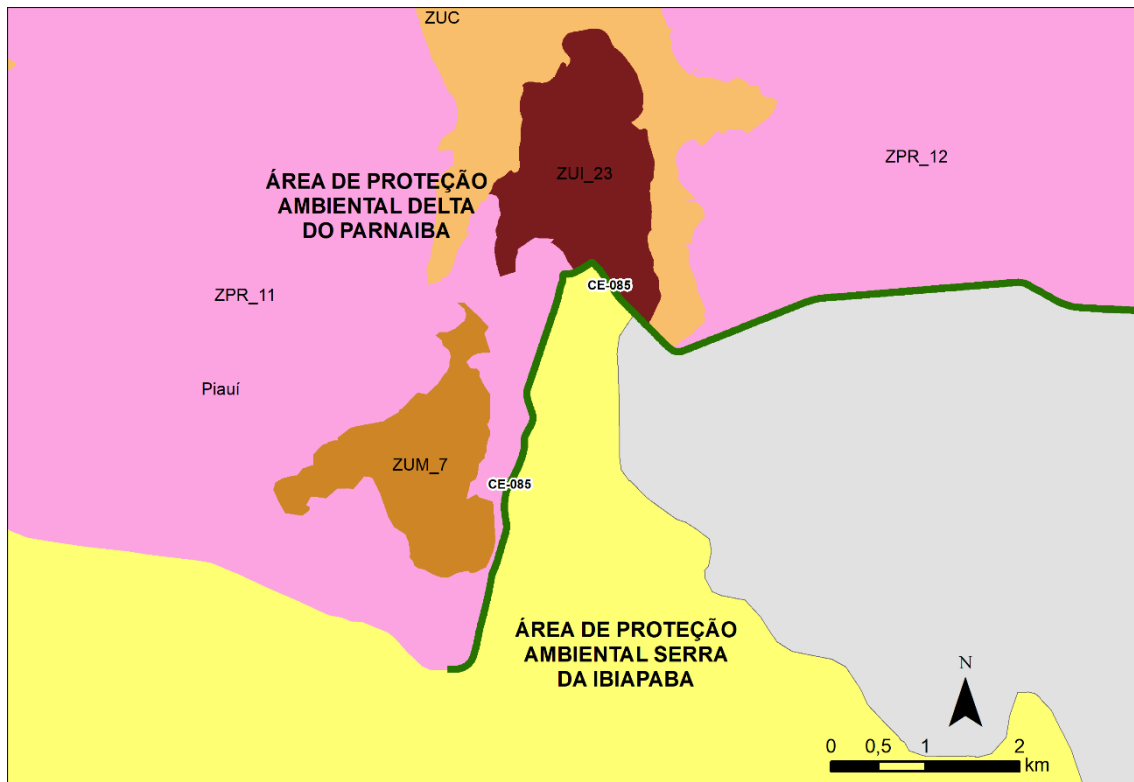 ZUC
ZPR_12
ZUI_23
ÁREA DE PROTEÇÃO
AMBIENTAL DELTA
DO PARNAIBA
CE-085
ZPR_11
Piauí
ZUM_7
CE-085
ÁREA DE PROTEÇÃO
AMBIENTAL SERRA
DA IBIAPABA
N
0 0,5 1 2
km